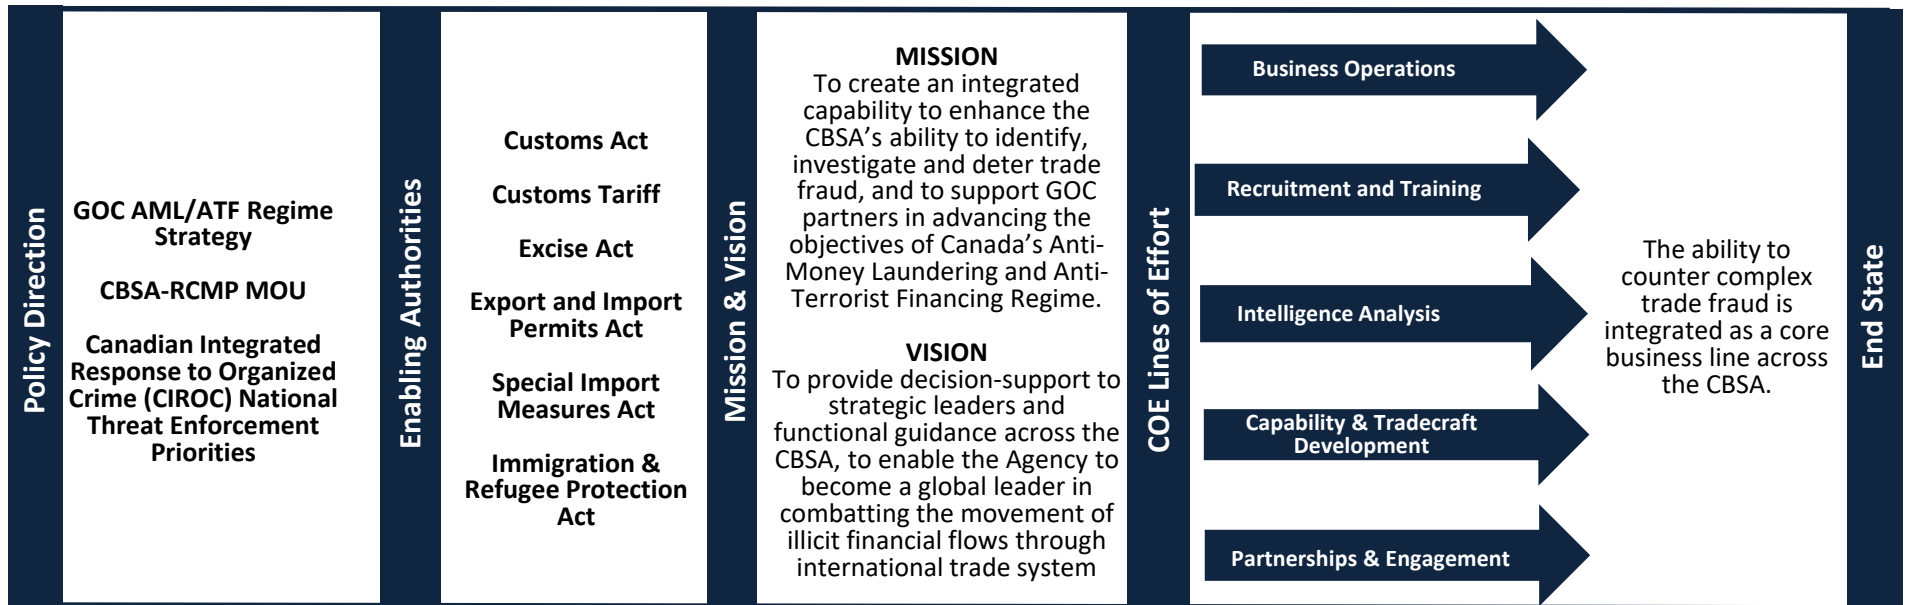 Policy Direction
GOC AML/ATF Regime
Strategy
CBSA-RCMP MOU
Canadian Integrated
Response to Organized
Crime (CIROC) National
Threat Enforcement
Priorities
Enabling Authorities
Customs Act
Customs Tariff
Excise Act
Export and Import
Permits Act
Special Import
Measures Act
Immigration &
Refugee Protection
Act
Mission & Vision
MISSION
To create an integrated
capability to enhance the
CBSA’s ability to identify,
investigate and deter trade
fraud, and to support GOC
partners in advancing the
objectives of Canada’s Anti-
Money Laundering and Anti-
Terrorist Financing Regime.
VISION
To provide decision-support to
strategic leaders and
functional guidance across the
CBSA, to enable the Agency to
become a global leader in
combatting the movement of
illicit financial flows through
international trade system
COE Lines of Effort
Business Operations
Recruitment and Training
Intelligence Analysis
Capability & Tradecraft
Development
Partnerships & Engagement
The ability to
counter complex
trade fraud is
integrated as a core
business line across
the CBSA.
End State